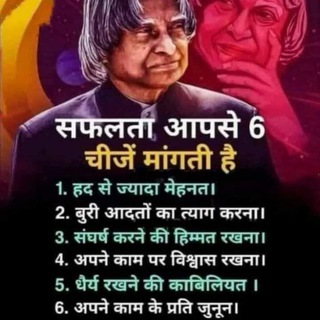 सफलता आपसे 6
चीजें मांगती है
1. हद से ज्यादा मेहनत।
2. बुरी आदतों का त्याग करना।
3. संघर्ष करने की हिम्मत रखना।
4. अपने काम पर विश्वास रखना।
5. धैर्य रखने की काबिलियत ।
6. अपने काम के प्रति जुनून।